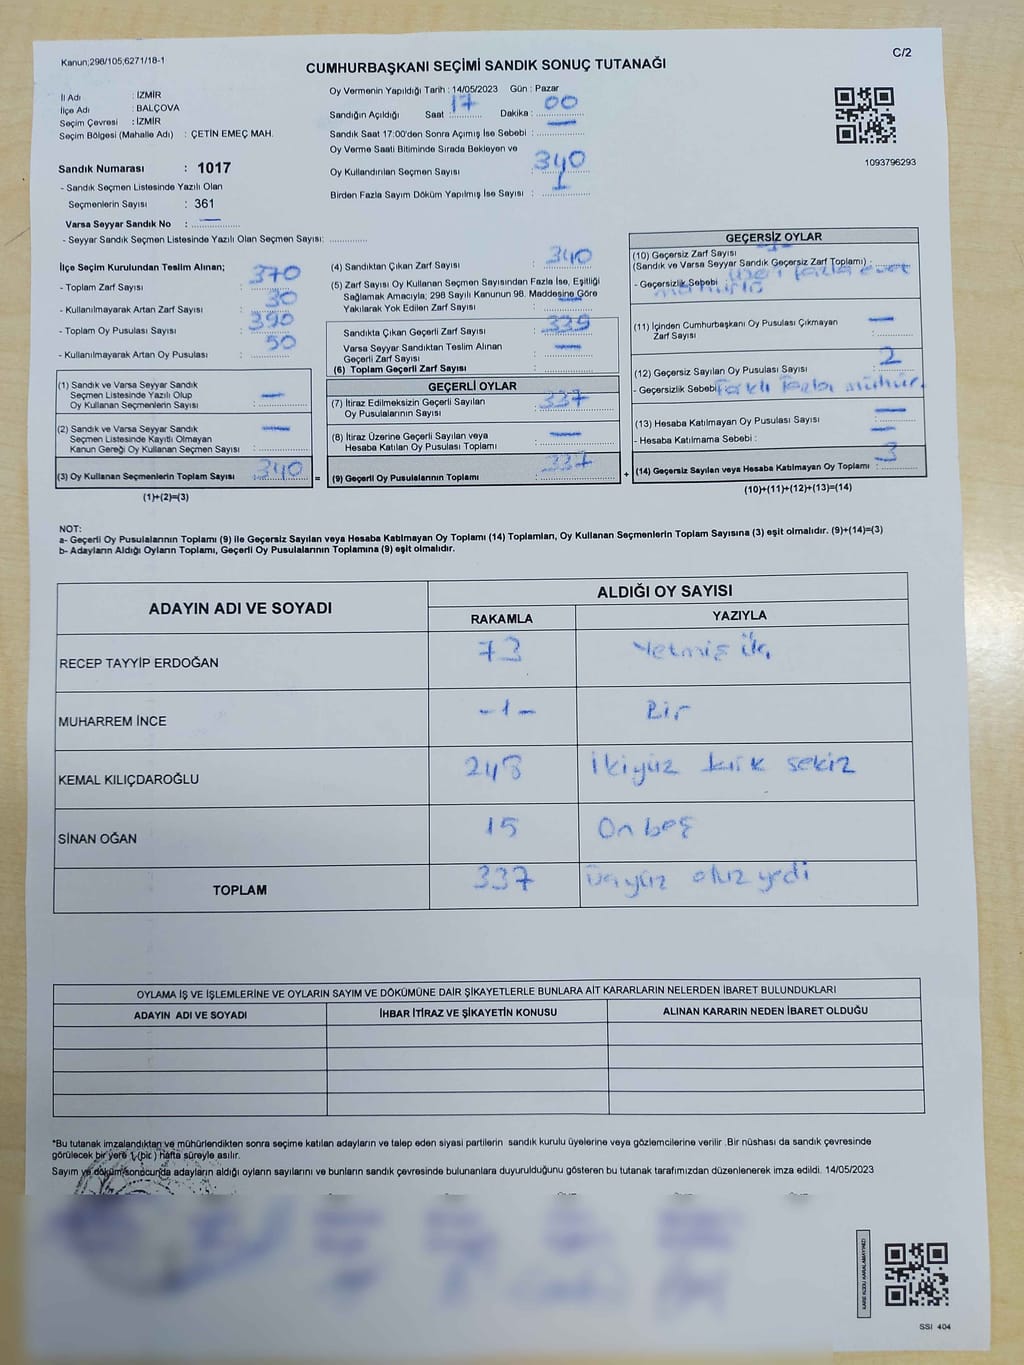 Kanun;298/105;6271/18-1
C/2
CUMHURBAŞKANI SEÇİMİ SANDIK SONUÇ TUTANAĞI
İl Adı : İZMİR
İlçe Adı : BALÇOVA
Seçim Çevresi : İZMİR
Seçim Bölgesi (Mahalle Adı) : ÇETİN EMEÇ MAH.
Sandık Numarası : 1017
- Sandık Seçmen Listesinde Yazılı Olan
Seçmenlerin Sayısı : 361
Varsa Seyyar Sandık No : —
- Seyyar Sandık Seçmen Listesinde Yazılı Olan Seçmen Sayısı: ..............
Oy Vermenin Yapıldığı Tarih : 14/05/2023 Gün : Pazar
Sandığın Açıldığı Saat : 17 Dakika : 00
Sandık Saat 17:00'den Sonra Açımış İse Sebebi : —
Oy Verme Saati Bitiminde Sırada Bekleyen ve
Oy Kullandırılan Seçmen Sayısı : 340
Birden Fazla Sayım Döküm Yapılmış İse Sayısı : 1
1093796293
İlçe Seçim Kurulundan Teslim Alınan;
- Toplam Zarf Sayısı : 370
- Kullanılmayarak Artan Zarf Sayısı : 30
- Toplam Oy Pusulası Sayısı : 390
- Kullanılmayarak Artan Oy Pusulası : 50
(1) Sandık ve Varsa Seyyar Sandık
Seçmen Listesinde Yazılı Olup
Oy Kullanan Seçmenlerin Sayısı : —
(2) Sandık ve Varsa Seyyar Sandık
Seçmen Listesinde Kayıtlı Olmayan
Kanun Gereği Oy Kullanan Seçmen Sayısı : —
(3) Oy Kullanan Seçmenlerin Toplam Sayısı : 340
(1)+(2)=(3)
=
(4) Sandıktan Çıkan Zarf Sayısı : 340
(5) Zarf Sayısı Oy Kullanan Seçmen Sayısından Fazla İse, Eşitliği
Sağlamak Amacıyla; 298 Sayılı Kanunun 98. Maddesine Göre
Yakılarak Yok Edilen Zarf Sayısı : —
Sandıkta Çıkan Geçerli Zarf Sayısı : 339
Varsa Seyyar Sandıktan Teslim Alınan
Geçerli Zarf Sayısı : —
(6) Toplam Geçerli Zarf Sayısı :
GEÇERLİ OYLAR
(7) İtiraz Edilmeksizin Geçerli Sayılan
Oy Pusulalarının Sayısı : 337
(8) İtiraz Üzerine Geçerli Sayılan veya
Hesaba Katılan Oy Pusulası Toplamı : —
(9) Geçerli Oy Pusulalarının Toplamı : 337
+
GEÇERSİZ OYLAR
(10) Geçersiz Zarf Sayısı
(Sandık ve Varsa Seyyar Sandık Geçersiz Zarf Toplamı) :
- Geçersizlik Sebebi fazla evet
(11) İçinden Cumhurbaşkanı Oy Pusulası Çıkmayan
Zarf Sayısı : —
(12) Geçersiz Sayılan Oy Pusulası Sayısı : 2
- Geçersizlik Sebebi: Farklı fazla mühür.
(13) Hesaba Katılmayan Oy Pusulası Sayısı : —
- Hesaba Katılmama Sebebi : —
(14) Geçersiz Sayılan veya Hesaba Katılmayan Oy Toplamı : 3
(10)+(11)+(12)+(13)=(14)
NOT:
a- Geçerli Oy Pusulalarının Toplamı (9) ile Geçersiz Sayılan veya Hesaba Katılmayan Oy Toplamı (14) Toplamları, Oy Kullanan Seçmenlerin Toplam Sayısına (3) eşit olmalıdır. (9)+(14)=(3)
b- Adayların Aldığı Oyların Toplamı, Geçerli Oy Pusulalarının Toplamına (9) eşit olmalıdır.
ADAYIN ADI VE SOYADI
ALDIĞI OY SAYISI
RAKAMLA YAZIYLA
RECEP TAYYİP ERDOĞAN 73 Yetmiş iki
MUHARREM İNCE -1- Bir
KEMAL KILIÇDAROĞLU 248 İkiyüz kırk sekiz
SİNAN OĞAN 15 On beş
TOPLAM 337 Üçyüz otuz yedi
OYLAMA İŞ VE İŞLEMLERİNE VE OYLARIN SAYIM VE DÖKÜMÜNE DAİR ŞİKAYETLERLE BUNLARA AİT KARARLARIN NELERDEN İBARET BULUNDUKLARI
ADAYIN ADI VE SOYADI İHBAR İTİRAZ VE ŞİKAYETİN KONUSU ALINAN KARARIN NEDEN İBARET OLDUĞU
*Bu tutanak imzalandıktan ve mühürlendikten sonra seçime katılan adayların ve talep eden siyasi partilerin sandık kurulu üyelerine veya gözlemcilerine verilir .Bir nüshası da sandık çevresinde
görülecek bir yere 1 (bir) hafta süreyle asılır.
Sayım ve döküm sonucunda adayların aldığı oyların sayılarını ve bunların sandık çevresinde bulunanlara duyurulduğunu gösteren bu tutanak tarafımızdan düzenlenerek imza edildi. 14/05/2023
KARE KODU KARALAMAYINIZ!
SSI 404